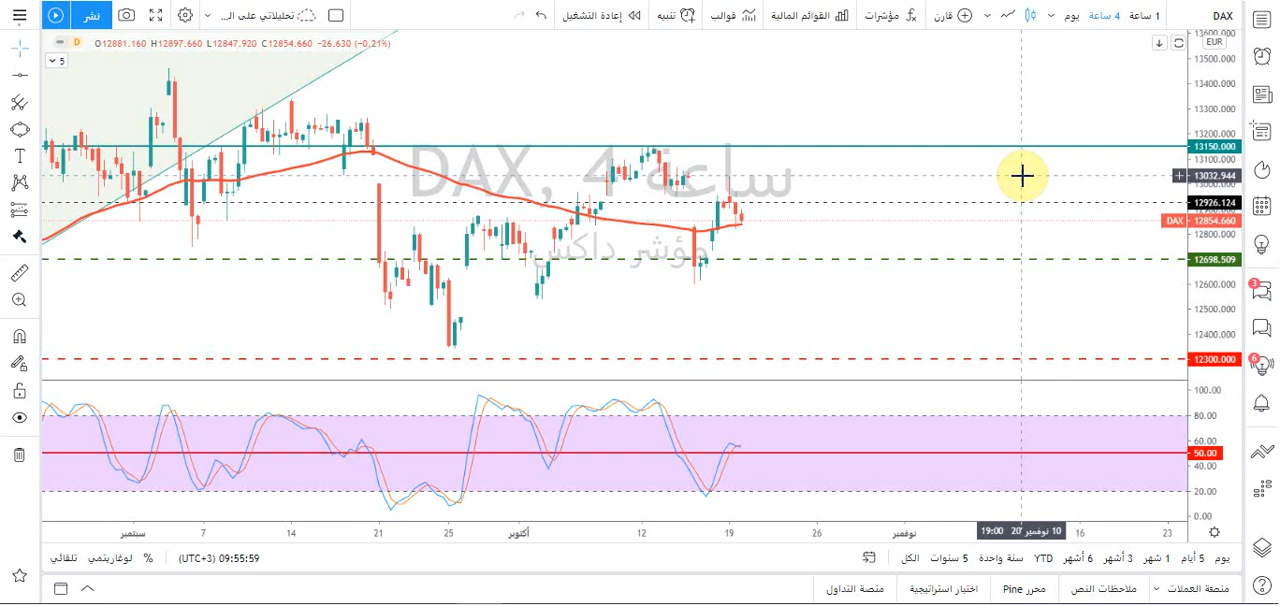 DAX
1 ساعة
4 ساعة
يوم
قارن
مؤشرات
القوائم المالية
قوالب
تنبيه
إعادة التشغيل
تحليلاتي على الـ...
نشر
D O12881.160 H12897.660 L12847.920 C12854.660 −26.630 (−0.21%)
5
EUR
DAX, 4 ساعة
مؤشر داكس
13600.000
13500.000
13400.000
13300.000
13200.000
13150.000
13100.000
13032.944
13000.000
12926.124
DAX 12854.660
12800.000
12698.509
12600.000
12500.000
12400.000
12300.000
100.00
80.00
60.00
50.00
40.00
20.00
0.00
سبتمبر
7
14
21
25
أكتوبر
12
19
26
نوفمبر
10 نوفمبر '20 19:00
16
23
3
6
يوم
5 أيام
1 شهر
3 أشهر
6 أشهر
YTD
سنة واحدة
5 سنوات
الكل
09:55:59 (UTC+3)
%
لوغاريتمي
تلقائي
منصة العملات
ملاحظات النص
محرر Pine
اختبار استراتيجية
منصة التداول